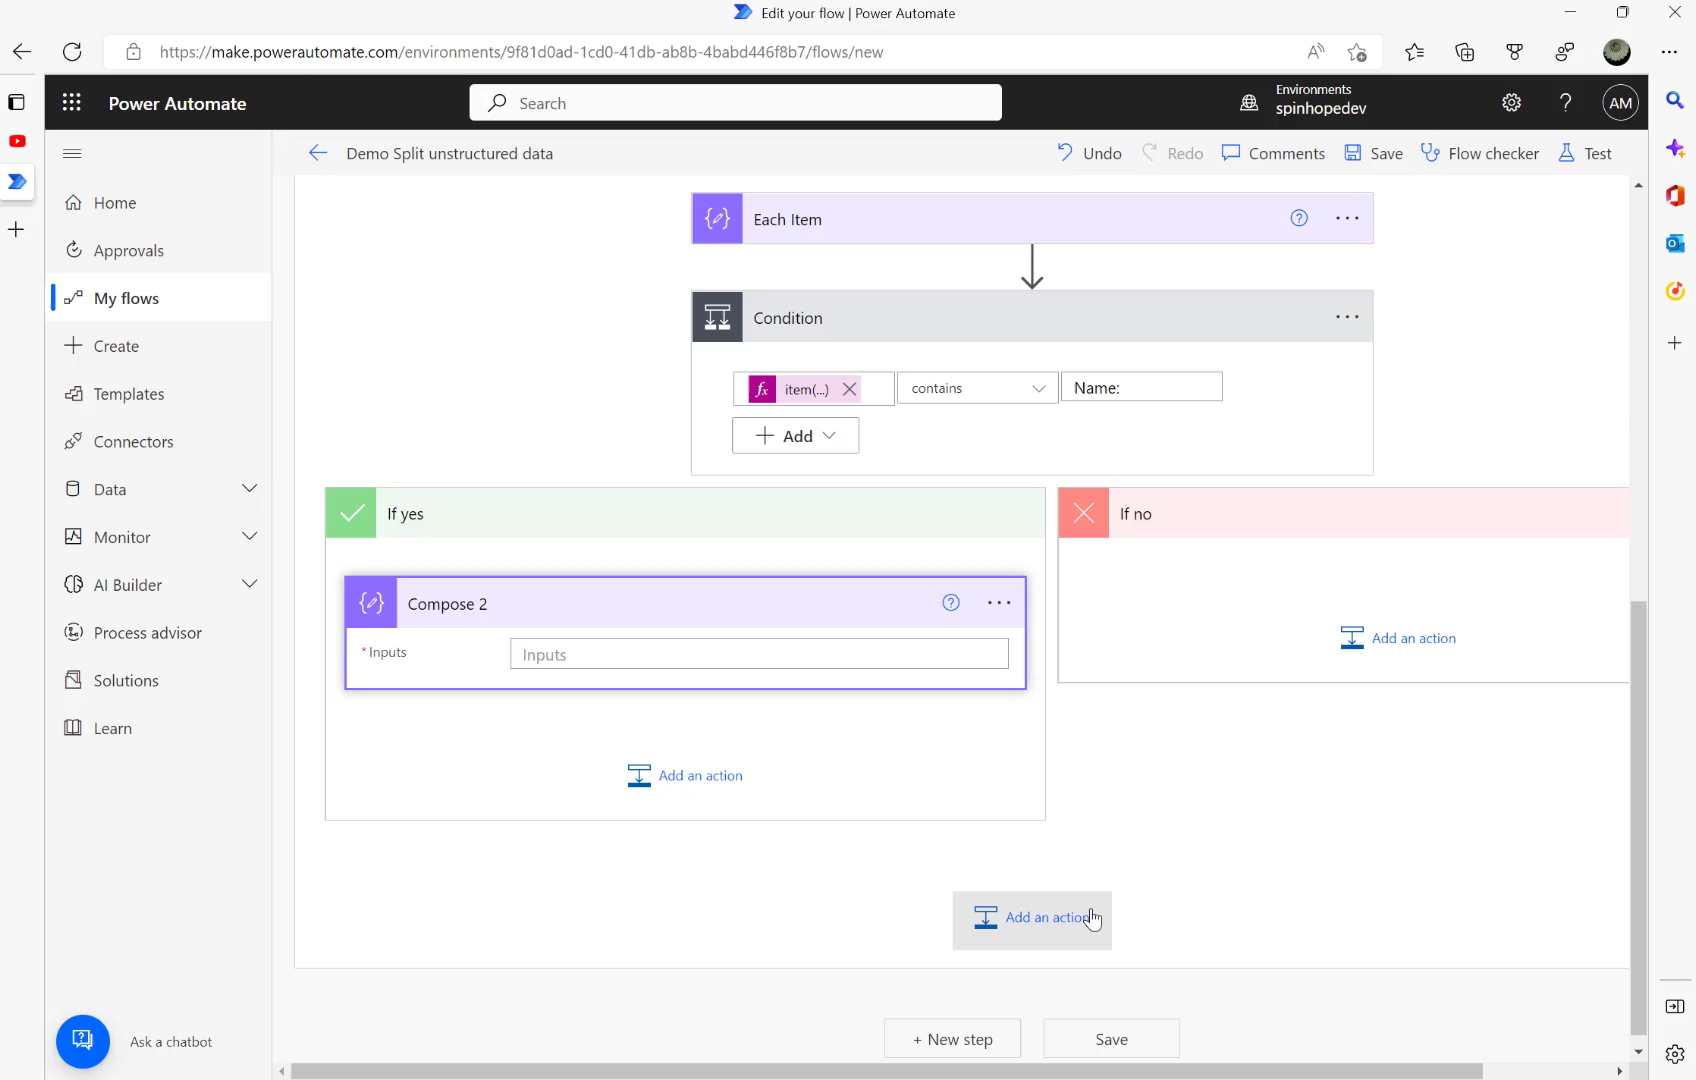 Edit your flow | Power Automate
https://make.powerautomate.com/environments/9f81d0ad-1cd0-41db-ab8b-4babd446f8b7/flows/new
Power Automate
Search
Environments
spinhopedev
AM
Demo Split unstructured data
Undo
Redo
Comments
Save
Flow checker
Test
Home
Approvals
My flows
Create
Templates
Connectors
Data
Monitor
AI Builder
Process advisor
Solutions
Learn
Ask a chatbot
Each Item
Condition
fx item(...)
contains
Name:
Add
If yes
If no
Compose 2
* Inputs
Inputs
Add an action
Add an action
Add an action
+ New step
Save